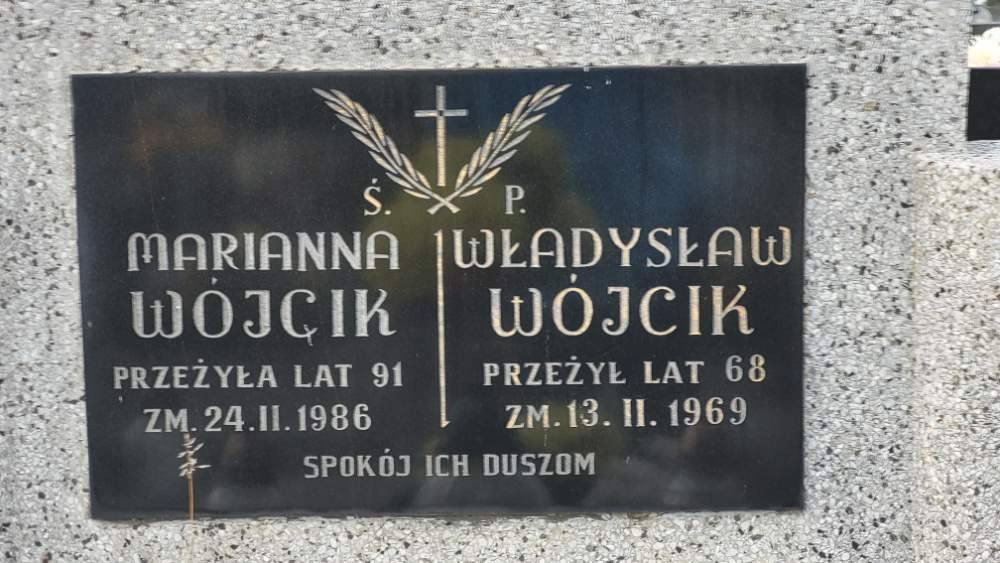 Ś. P.
MARIANNA
WÓJCIK
PRZEŻYŁA LAT 91
ZM. 24.II.1986
WŁADYSŁAW
WÓJCIK
PRZEŻYŁ LAT 68
ZM. 13. II. 1969
SPOKÓJ ICH DUSZOM